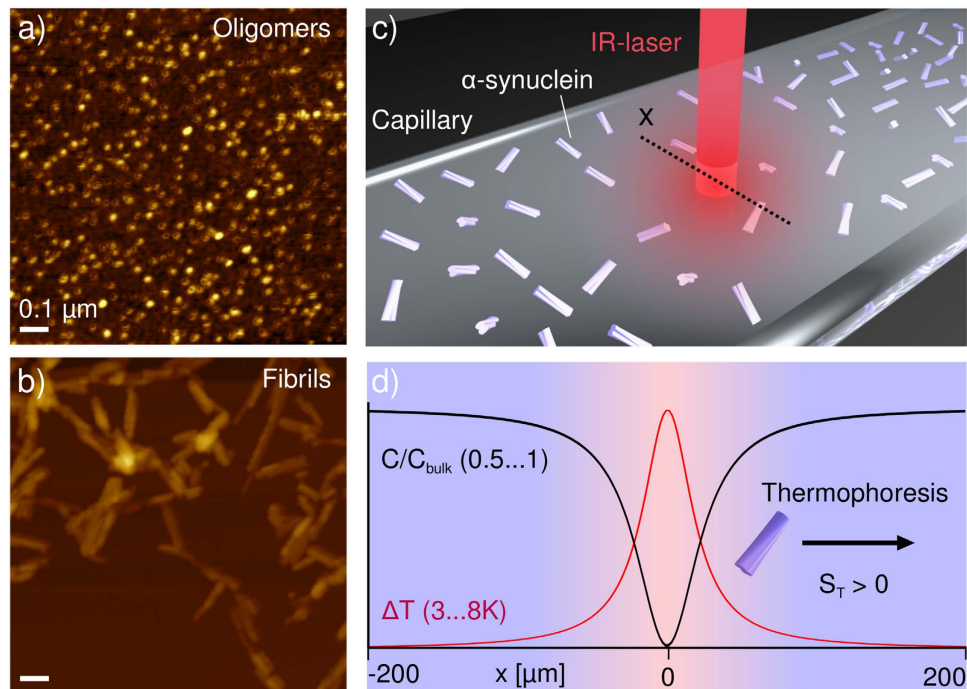 a)
Oligomers
0.1 μm
b)
Fibrils
c)
IR-laser
α-synuclein
Capillary
x
d)
C/C_bulk (0.5...1)
Thermophoresis
S_T > 0
ΔT (3...8K)
-200
x [μm]
0
200